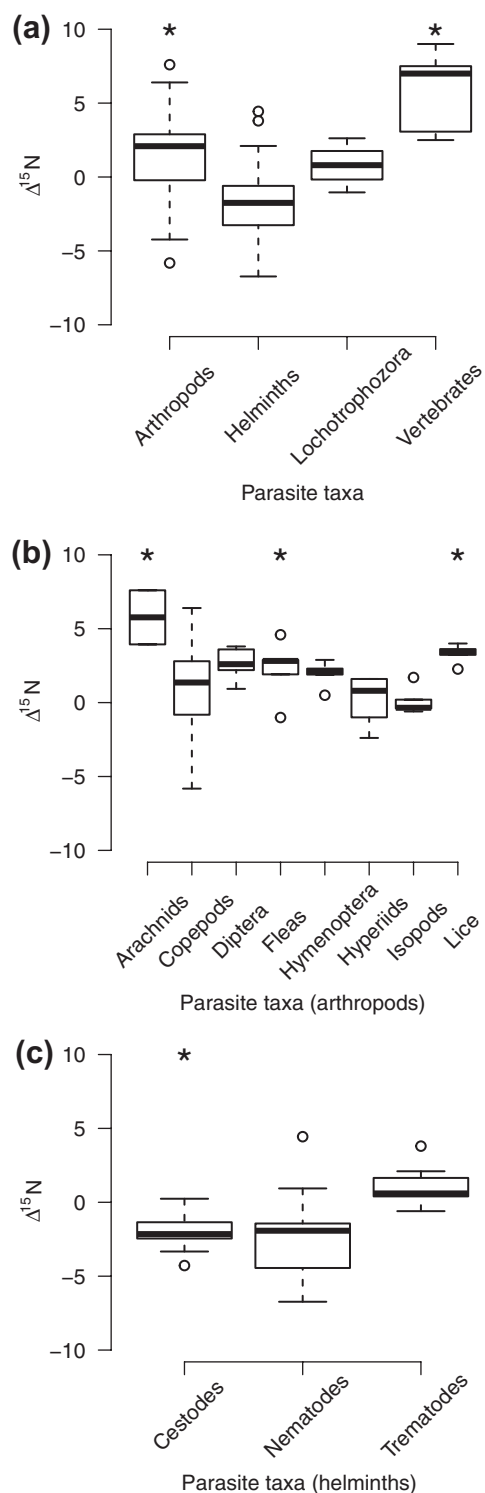 (a)
*
*
10
5
0
−5
−10
Δ15N
Arthropods
Helminths
Lochotrophozora
Vertebrates
Parasite taxa
(b)
*
*
*
10
5
0
−5
−10
Δ15N
Arachnids
Copepods
Diptera
Fleas
Hymenoptera
Hyperiids
Isopods
Lice
Parasite taxa (arthropods)
(c)
*
10
5
0
−5
−10
Δ15N
Cestodes
Nematodes
Trematodes
Parasite taxa (helminths)